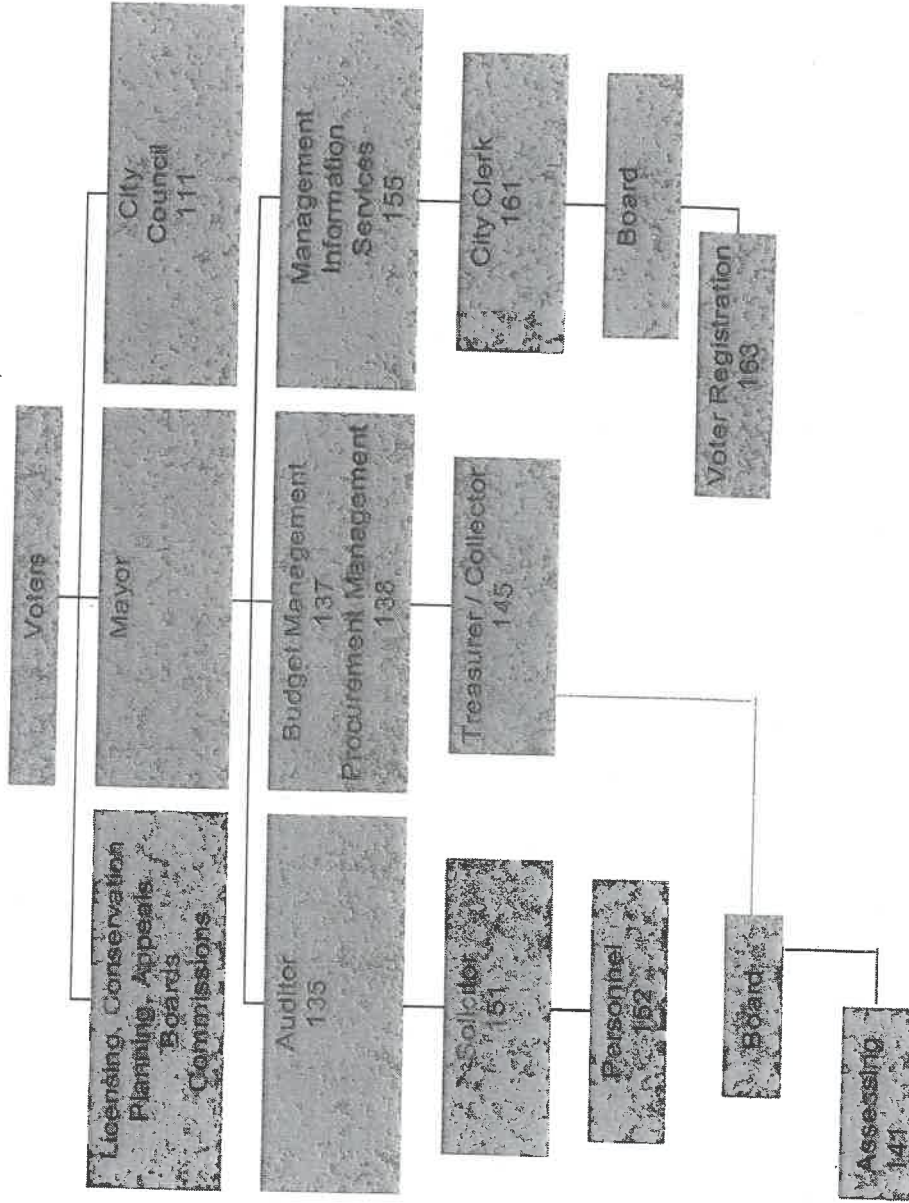 Voters
Licensing, Conservation
Planning, Appeals
Boards
Commissions
Mayor
City
Council
111
Auditor
135
Budget Management
137
Procurement Management
138
Management
Information
Services
155
Solicitor
151
Treasurer / Collector
145
City Clerk
161
Personnel
152
Board
Board
Voter Registration
163
Assessing
141